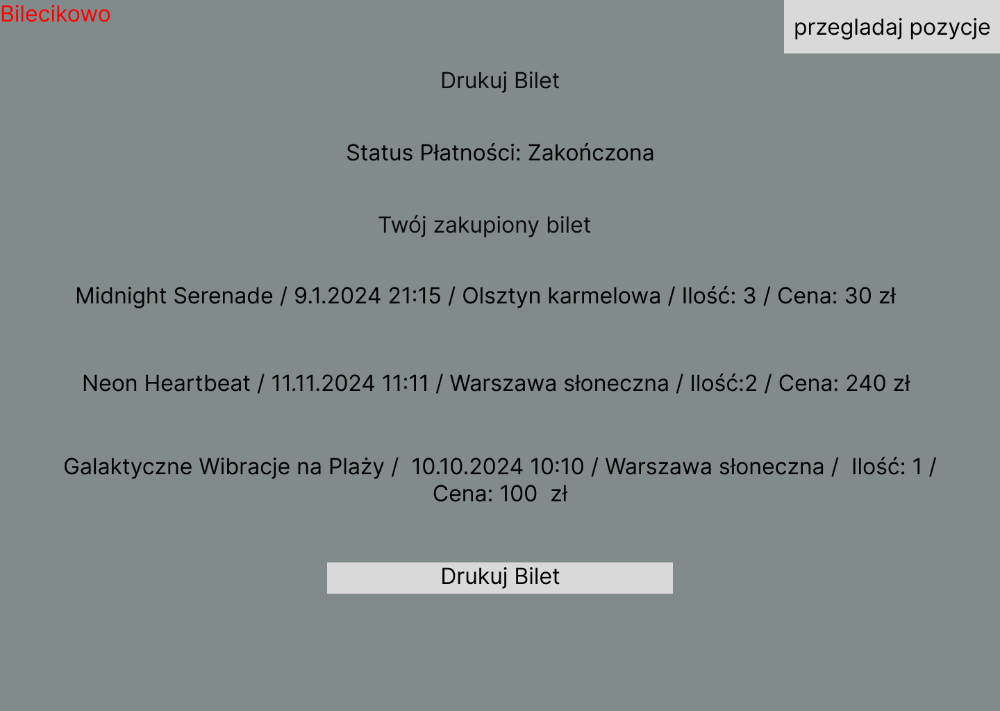 Bilecikowo
przegladaj pozycje
Drukuj Bilet
Status Płatności: Zakończona
Twój zakupiony bilet
Midnight Serenade / 9.1.2024 21:15 / Olsztyn karmelowa / Ilość: 3 / Cena: 30 zł
Neon Heartbeat / 11.11.2024 11:11 / Warszawa słoneczna / Ilość:2 / Cena: 240 zł
Galaktyczne Wibracje na Plaży /  10.10.2024 10:10 / Warszawa słoneczna /  Ilość: 1 /
Cena: 100  zł
Drukuj Bilet